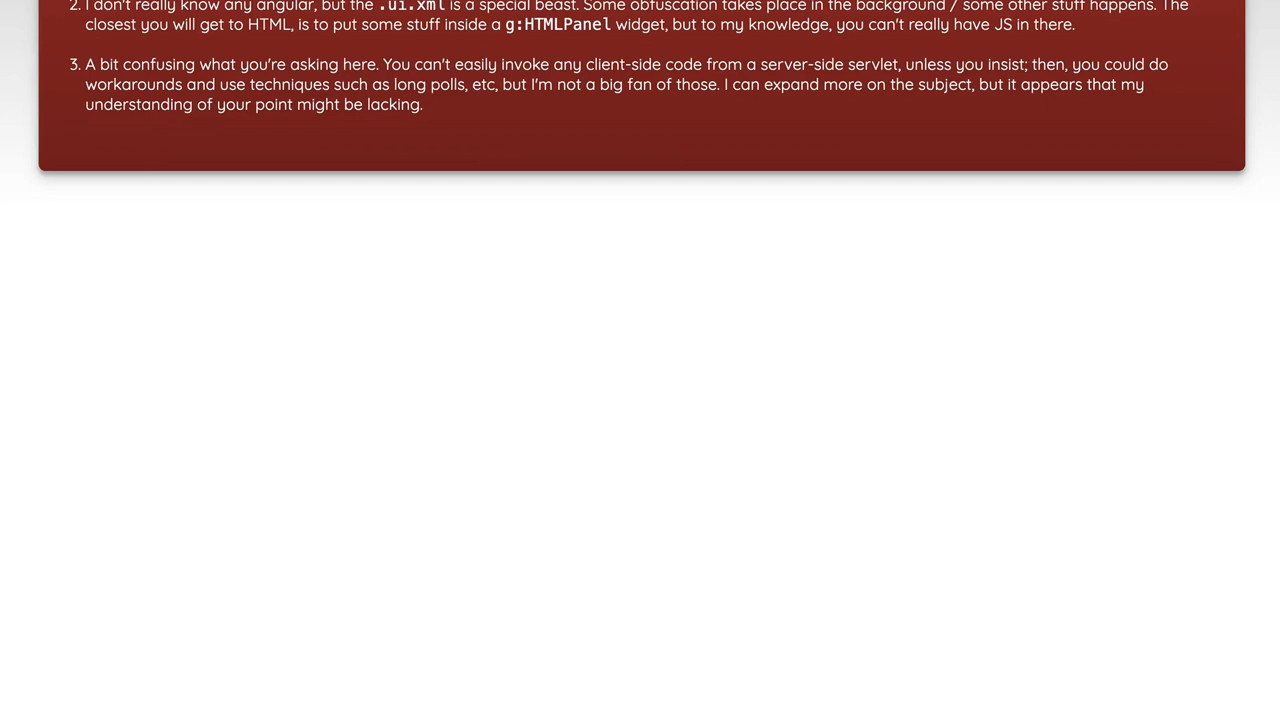 2. I don't really know any angular, but the .ui.xml is a special beast. Some obfuscation takes place in the background / some other stuff happens. The
closest you will get to HTML, is to put some stuff inside a g:HTMLPanel widget, but to my knowledge, you can't really have JS in there.
3. A bit confusing what you're asking here. You can't easily invoke any client-side code from a server-side servlet, unless you insist; then, you could do
workarounds and use techniques such as long polls, etc, but I'm not a big fan of those. I can expand more on the subject, but it appears that my
understanding of your point might be lacking.